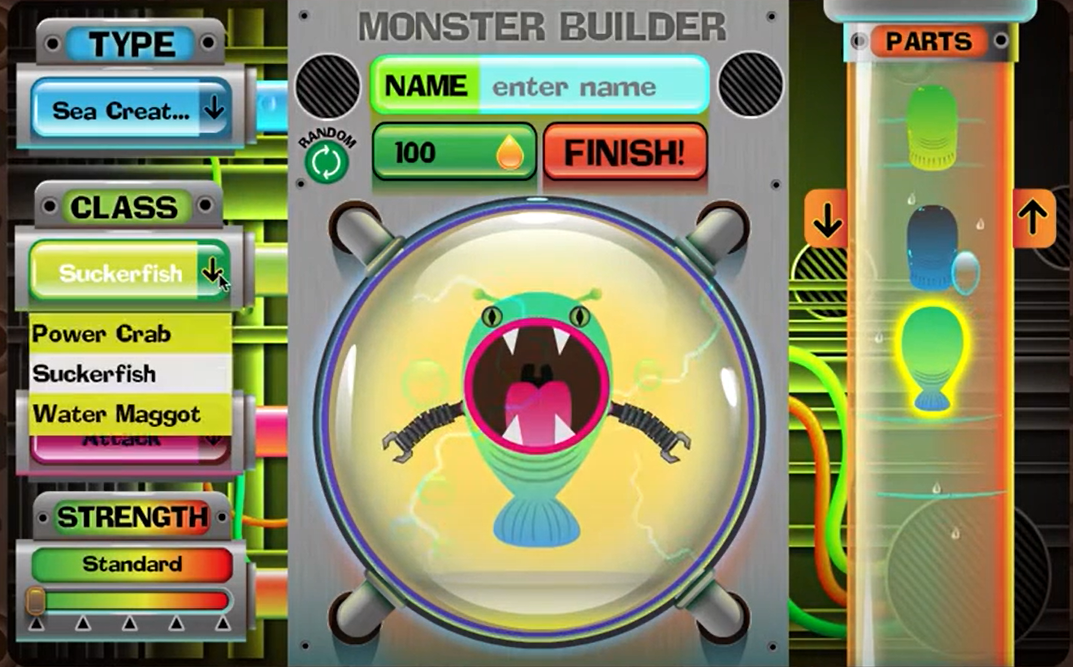 MONSTER BUILDER
TYPE
Sea Creat...
CLASS
Suckerfish
Power Crab
Suckerfish
Water Maggot
Attack
STRENGTH
Standard
NAME enter name
RANDOM
100
FINISH!
PARTS